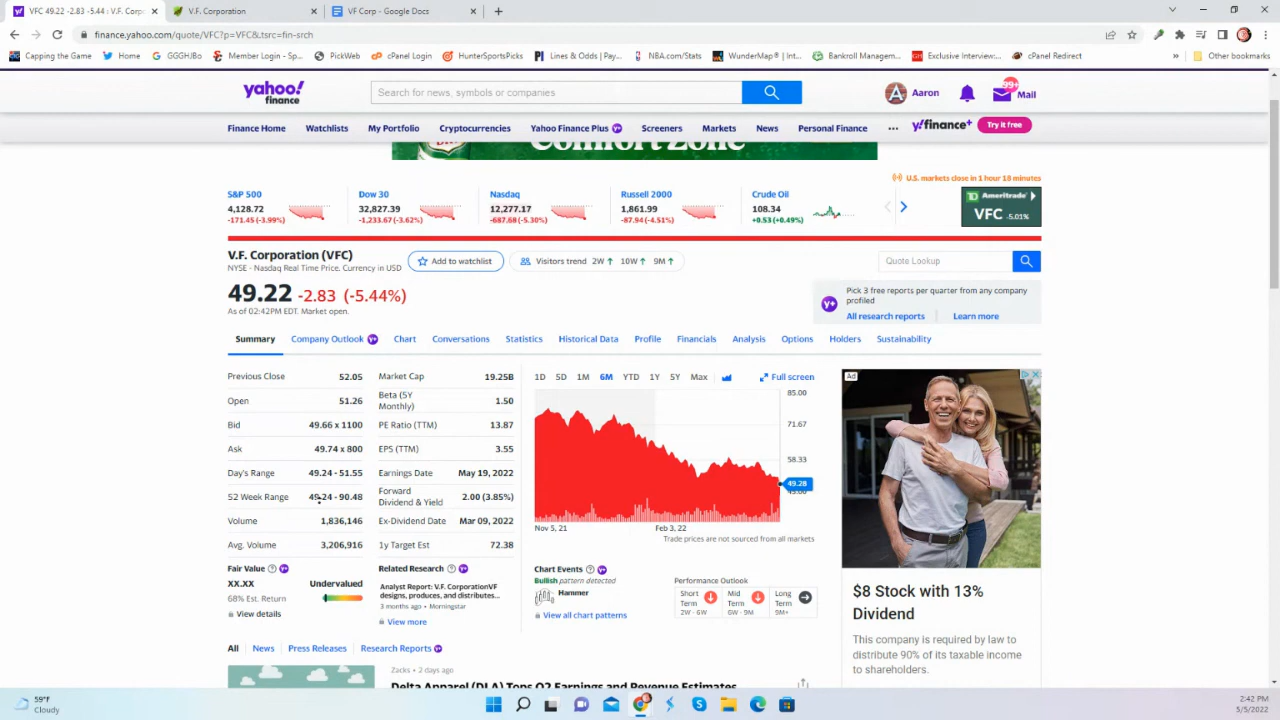 VFC 49.22 -2.83 -5.44 : V.F. Corp
V.F. Corporation
VF Corp - Google Docs
finance.yahoo.com/quote/VFC?p=VFC&.tsrc=fin-srch
Capping the Game
Home
GGGHJBo
Member Login - Sp...
PickWeb
cPanel Login
HunterSportsPicks
Lines & Odds | Pay...
NBA.com/Stats
WunderMap® | Int...
Bankroll Managem...
Exclusive Interview:...
cPanel Redirect
»
Other bookmarks
yahoo!
finance
Search for news, symbols or companies
Aaron
99+
Mail
Finance Home
Watchlists
My Portfolio
Cryptocurrencies
Yahoo Finance Plus
Screeners
Markets
News
Personal Finance
...
y!finance+
Try it free
Comfort Zone
U.S. markets close in 1 hour 18 minutes
S&P 500
4,128.72
-171.45 (-3.99%)
Dow 30
32,827.39
-1,233.67 (-3.62%)
Nasdaq
12,277.17
-687.68 (-5.30%)
Russell 2000
1,861.99
-87.94 (-4.51%)
Crude Oil
108.34
+0.53 (+0.49%)
TD Ameritrade
VFC -5.01%
V.F. Corporation (VFC)
NYSE - Nasdaq Real Time Price. Currency in USD
Add to watchlist
Visitors trend 2W ↑ 10W ↑ 9M ↑
Quote Lookup
49.22 -2.83 (-5.44%)
As of 02:42PM EDT. Market open.
Pick 3 free reports per quarter from any company
profiled
All research reports
Learn more
Summary
Company Outlook
Chart
Conversations
Statistics
Historical Data
Profile
Financials
Analysis
Options
Holders
Sustainability
Previous Close 52.05
Open 51.26
Bid 49.66 x 1100
Ask 49.74 x 800
Day's Range 49.24 - 51.55
52 Week Range 49.24 - 90.48
Volume 1,836,146
Avg. Volume 3,206,916
Market Cap 19.25B
Beta (5Y
Monthly) 1.50
PE Ratio (TTM) 13.87
EPS (TTM) 3.55
Earnings Date May 19, 2022
Forward
Dividend & Yield 2.00 (3.85%)
Ex-Dividend Date Mar 09, 2022
1y Target Est 72.38
Fair Value
XX.XX Undervalued
68% Est. Return
View details
Related Research
Analyst Report: V.F. CorporationVF
designs, produces, and distributes...
3 months ago • Morningstar
View more
1D 5D 1M 6M YTD 1Y 5Y Max
Full screen
85.00
71.67
58.33
49.28
45.00
Nov 5, 21
Feb 3, 22
Trade prices are not sourced from all markets
Chart Events
Bullish pattern detected
Hammer
View all chart patterns
Performance Outlook
Short
Term
2W - 6W
Mid
Term
6W - 9M
Long
Term
9M+
Ad
$8 Stock with 13%
Dividend
This company is required by law to
distribute 90% of its taxable income
to shareholders.
All
News
Press Releases
Research Reports
Zacks • 2 days ago
Delta Apparel (DLA) Tops Q2 Earnings and Revenue Estimates
59°F
Cloudy
2:42 PM
5/5/2022